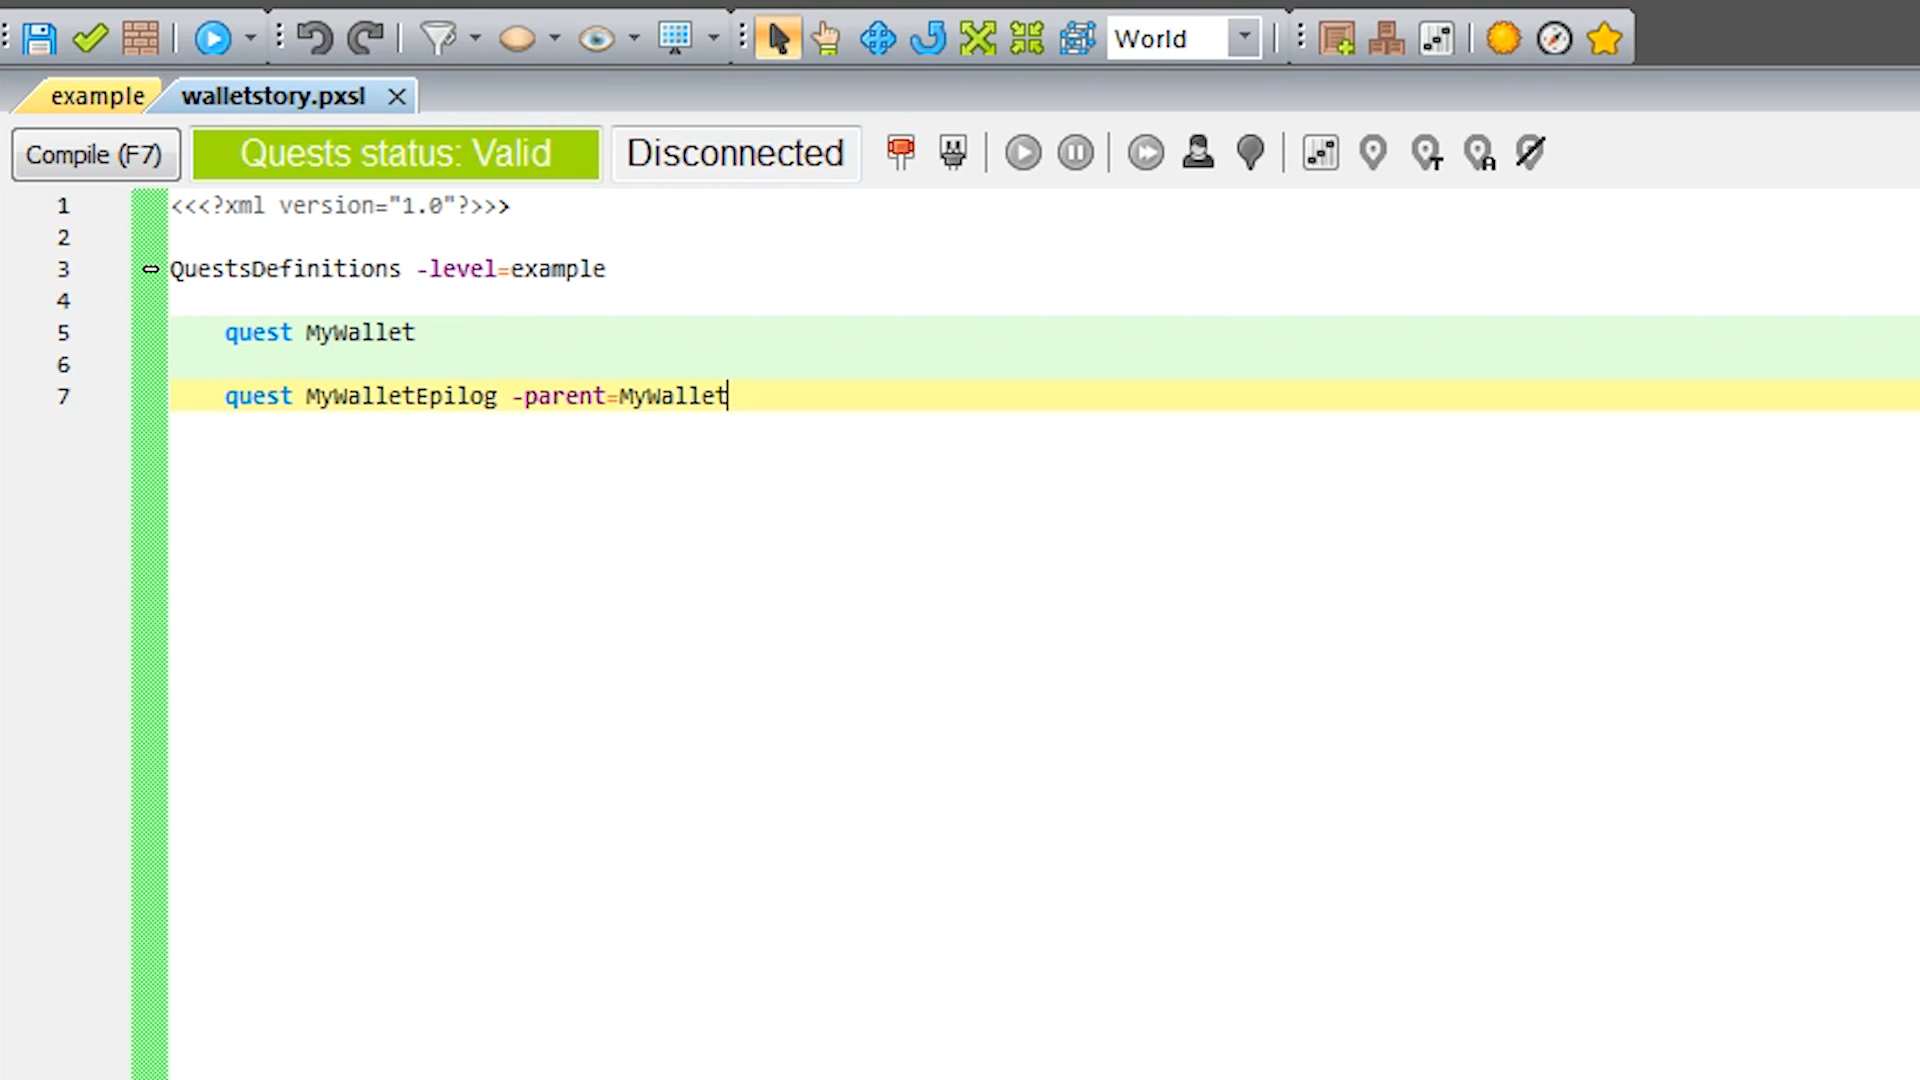 World
example walletstory.pxsl
Compile (F7) Quests status: Valid Disconnected
1 <<<?xml version="1.0"?>>>
2
3 QuestsDefinitions -level=example
4
5 quest MyWallet
6
7 quest MyWalletEpilog -parent=MyWallet